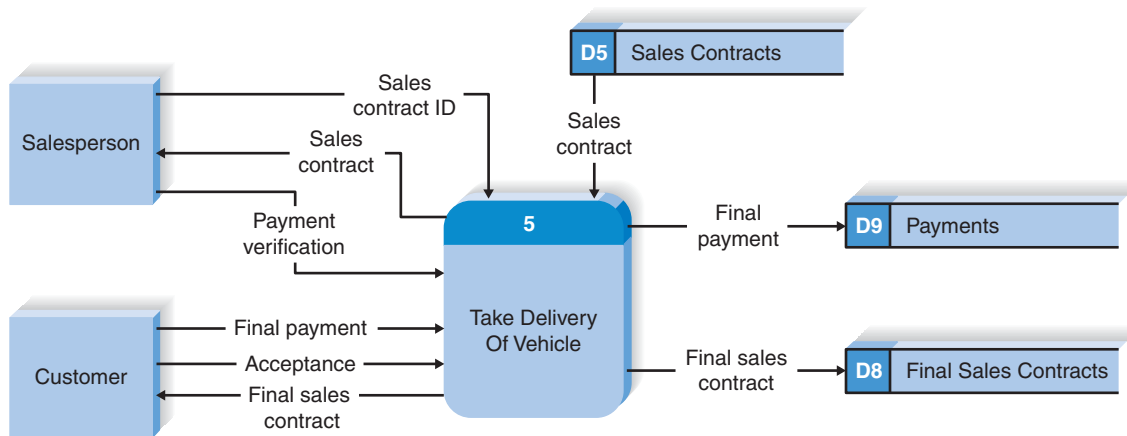 D5 Sales Contracts
Sales
contract ID
Salesperson
Sales
contract
Sales
contract
Payment
verification
5
Final
payment
D9 Payments
Take Delivery
Of Vehicle
Final payment
Acceptance
Customer
Final sales
contract
Final sales
contract
D8 Final Sales Contracts